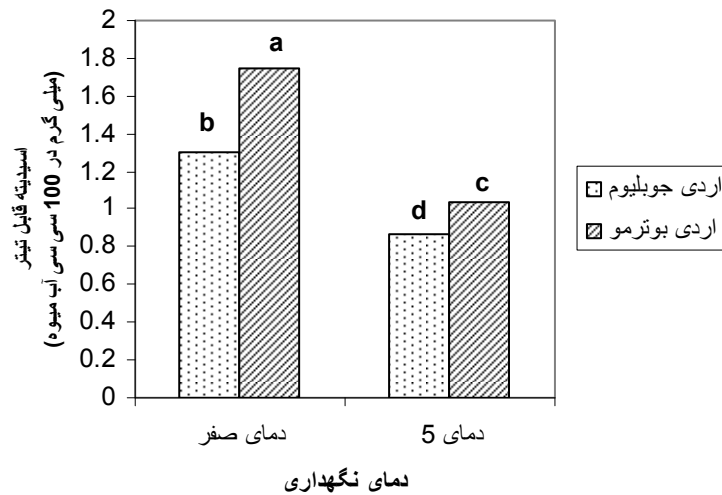 2
1.8
1.6
1.4
1.2
1
0.8
0.6
0.4
0.2
0
اسیدیته قابل تیتر
(میلی گرم در 100 سی سی آب میوه)
b
a
d
c
دمای صفر
دمای 5
دمای نگهداری
اردی جوبلیوم
اردی بوترمو